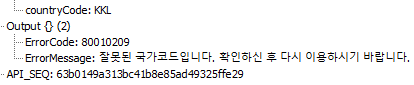 countryCode: KKL
Output {} (2)
ErrorCode: 80010209
ErrorMessage: 잘못된 국가코드입니다. 확인하신 후 다시 이용하시기 바랍니다.
API_SEQ: 63b0149a313bc41b8e85ad49325ffe29